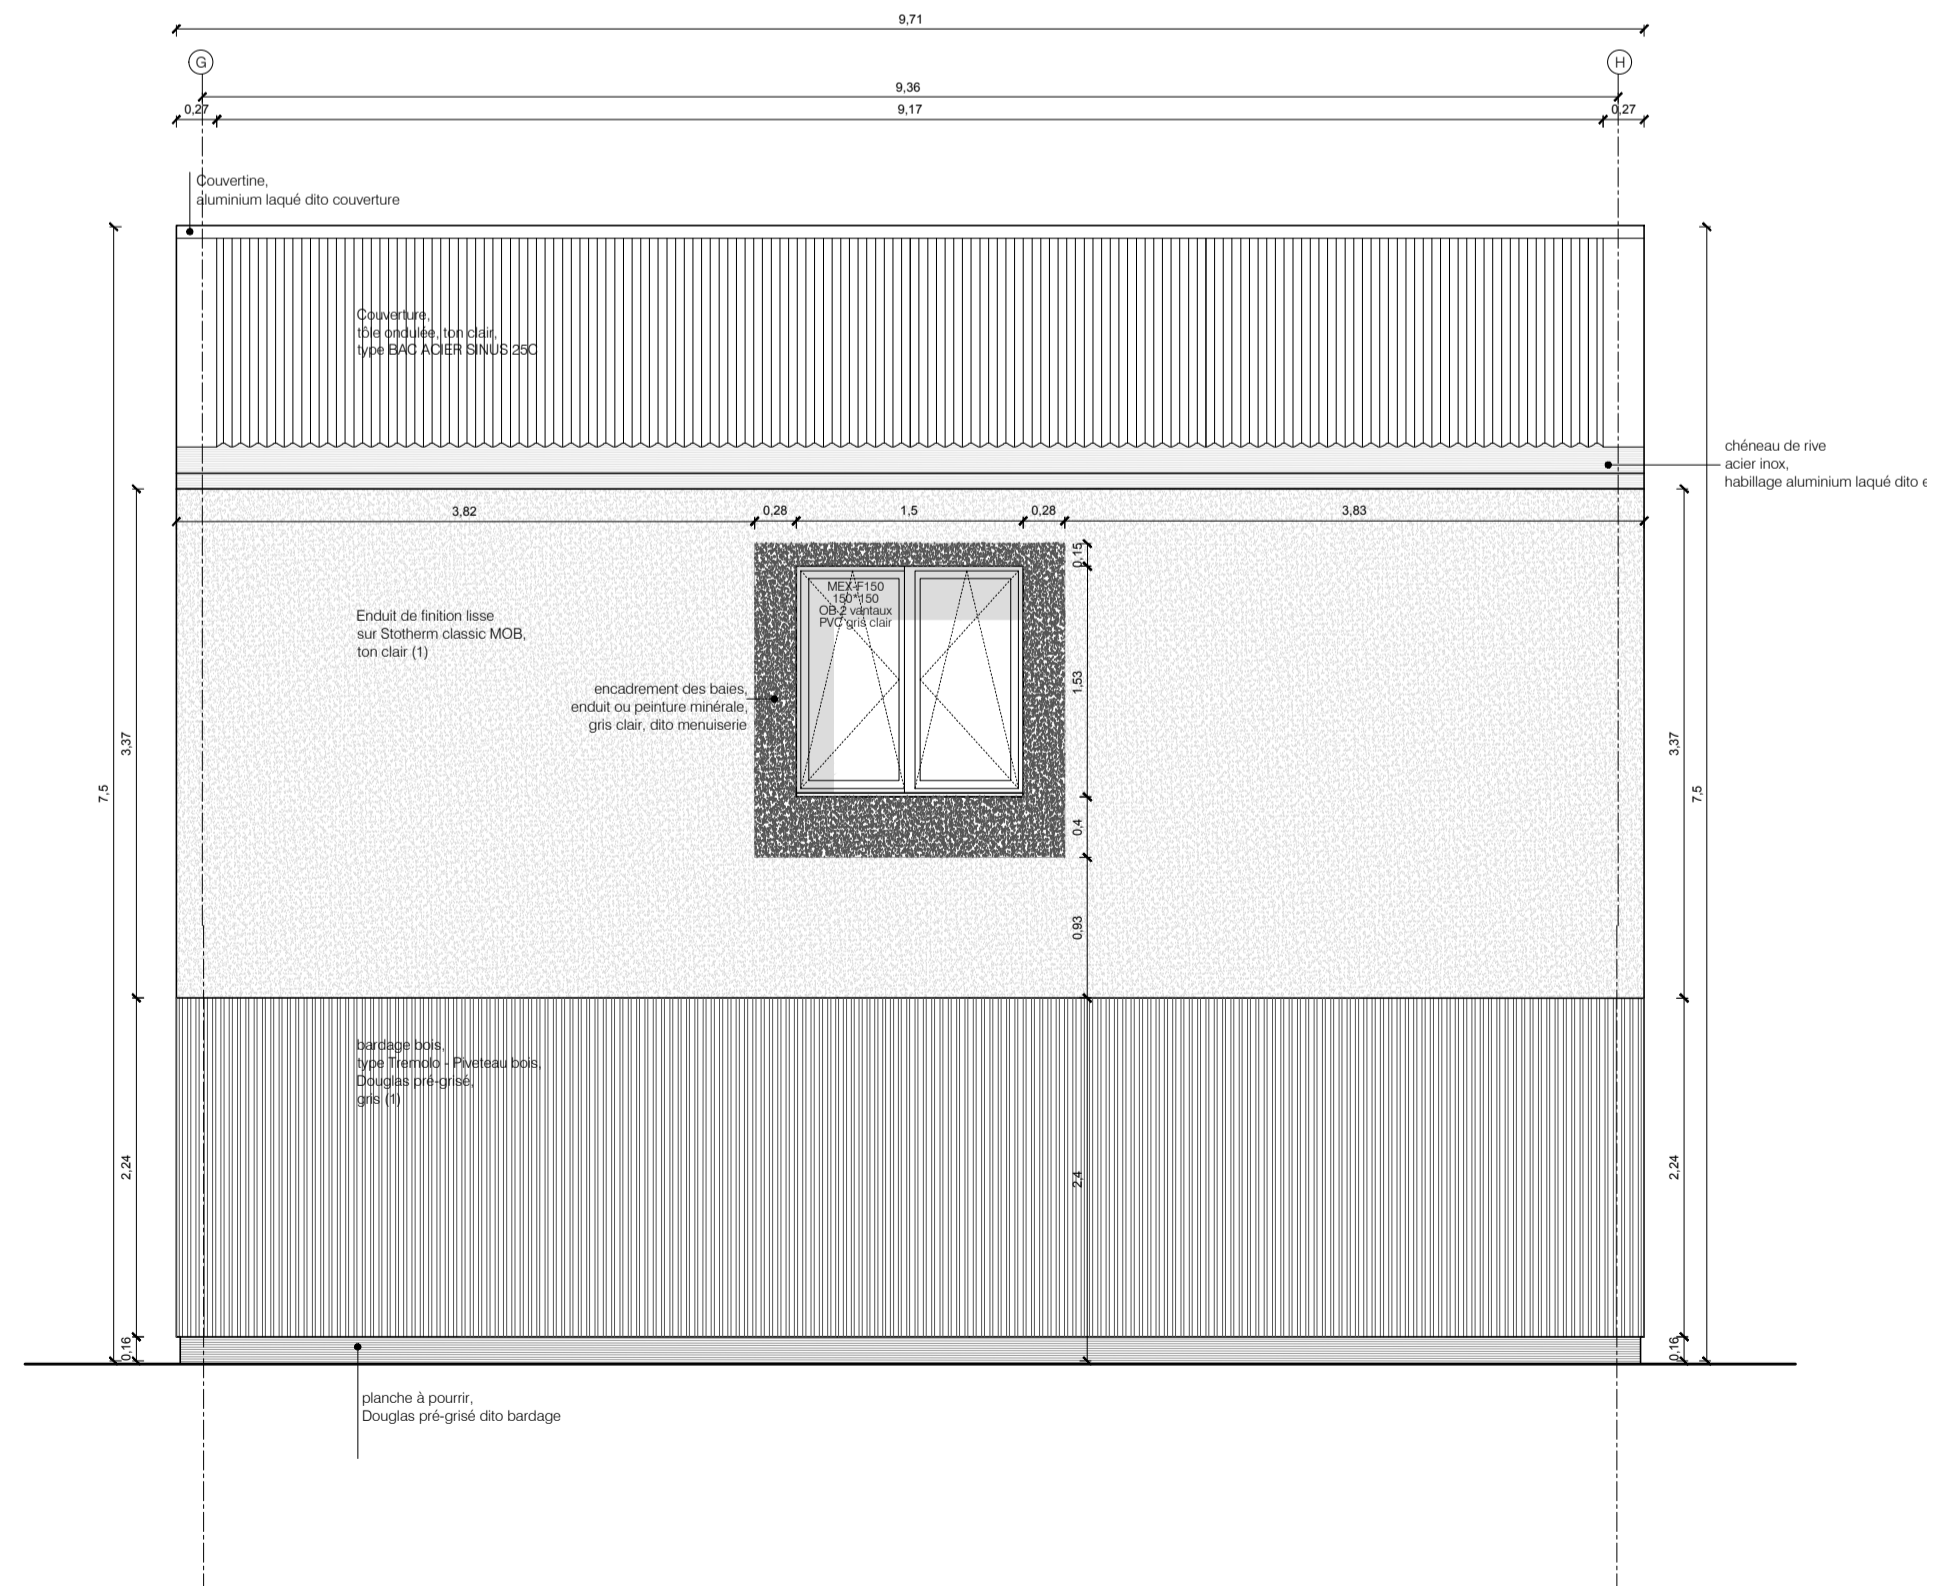 9,71
G
H
9,36
0,27
9,17
0,27
Couvertine,
aluminium laqué dito couverture
Couverture,
tôle ondulée, ton clair,
type BAC ACIER SINUS 25C
chéneau de rive
acier inox,
habillage aluminium laqué dito
3,82
0,28
1,5
0,28
3,83
0,15
MEX-F150
150*150
OB 2 vantaux
PVC gris clair
Enduit de finition lisse
sur Stotherm classic MOB,
ton clair (1)
encadrement des baies,
enduit ou peinture minérale,
gris clair, dito menuiserie
1,53
3,37
3,37
7,5
7,5
0,4
0,93
bardage bois,
type Tremolo - Piveteau bois,
Douglas pré-grisé,
gris (1)
2,24
2,4
2,24
0,16
0,16
planche à pourrir,
Douglas pré-grisé dito bardage